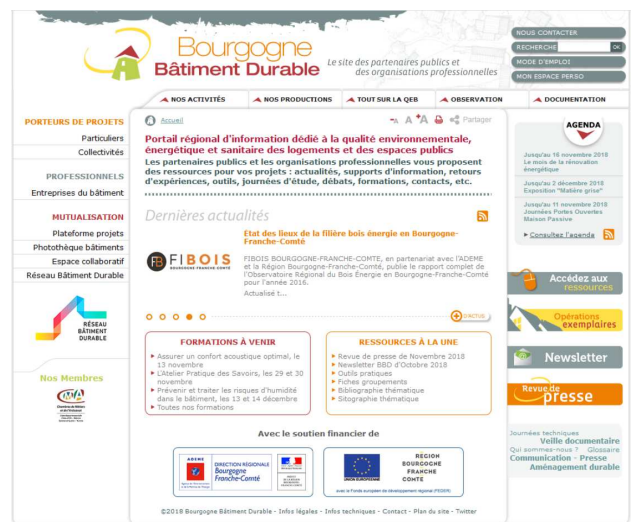 Bourgogne
Bâtiment Durable
Le site des partenaires publics et
des organisations professionnelles
NOUS CONTACTER
RECHERCHE OK
MODE D'EMPLOI
MON ESPACE PERSO
NOS ACTIVITÉS
NOS PRODUCTIONS
TOUT SUR LA QEB
OBSERVATION
DOCUMENTATION
PORTEURS DE PROJETS
Particuliers
Collectivités
PROFESSIONNELS
Entreprises du bâtiment
MUTUALISATION
Plateforme projets
Photothèque bâtiments
Espace collaboratif
Réseau Bâtiment Durable
RÉSEAU
BÂTIMENT
DURABLE
Nos Membres
Accueil
-A A +A Partager
Portail régional d'information dédié à la qualité environnementale,
énergétique et sanitaire des logements et des espaces publics
Les partenaires publics et les organisations professionnelles vous proposent
des ressources pour vos projets : actualités, supports d'information, retours
d'expériences, outils, journées d'étude, débats, formations, contacts, etc.
Dernières actualités
FIBOIS
BOURGOGNE-FRANCHE-COMTÉ
Etat des lieux de la filière bois énergie en Bourgogne-
Franche-Comté
FIBOIS BOURGOGNE-FRANCHE-COMTE, en partenariat avec l'ADEME
et la Région Bourgogne-Franche-Comté, publie le rapport complet de
l'Observatoire Régional du Bois Energie en Bourgogne-Franche-Comté
pour l'année 2016.
Actualisé t...
D'ACTUS
FORMATIONS À VENIR
Assurer un confort acoustique optimal, le
13 novembre
L'Atelier Pratique des Savoirs, les 29 et 30
novembre
Prévenir et traiter les risques d'humidité
dans le bâtiment, les 13 et 14 décembre
Toutes nos formations
RESSOURCES À LA UNE
Revue de presse de Novembre 2018
Newsletter BBD d'Octobre
2018
Outils pratiques
Fiches groupements
Bibliographie thématique
Sitographie thématique
Avec le soutien financier de
ADEME
DIRECTION RÉGIONALE
Bourgogne
Franche-Comté
UNION EUROPEENNE
REGION
BOURGOGNE
FRANCHE
COMTE
avec le Fonds européen de développement régional (FEDER)
©2018 Bourgogne Bâtiment Durable - Infos légales - Infos techniques - Contact - Plan du site - Twitter
AGENDA
Jusqu'au 16 novembre 2018
Le mois de la rénovation
énergétique
Jusqu'au 2 décembre 2018
Exposition "Matière grise"
Jusqu'au 11 novembre 2018
Journées Portes Ouvertes
Maison Passive
Consultez l'agenda
Accédez aux
ressources
Opérations
exemplaires
Newsletter
Revue de
presse
Journées techniques
Veille documentaire
Qui sommes-nous ? Glossaire
Communication - Presse
Aménagement durable